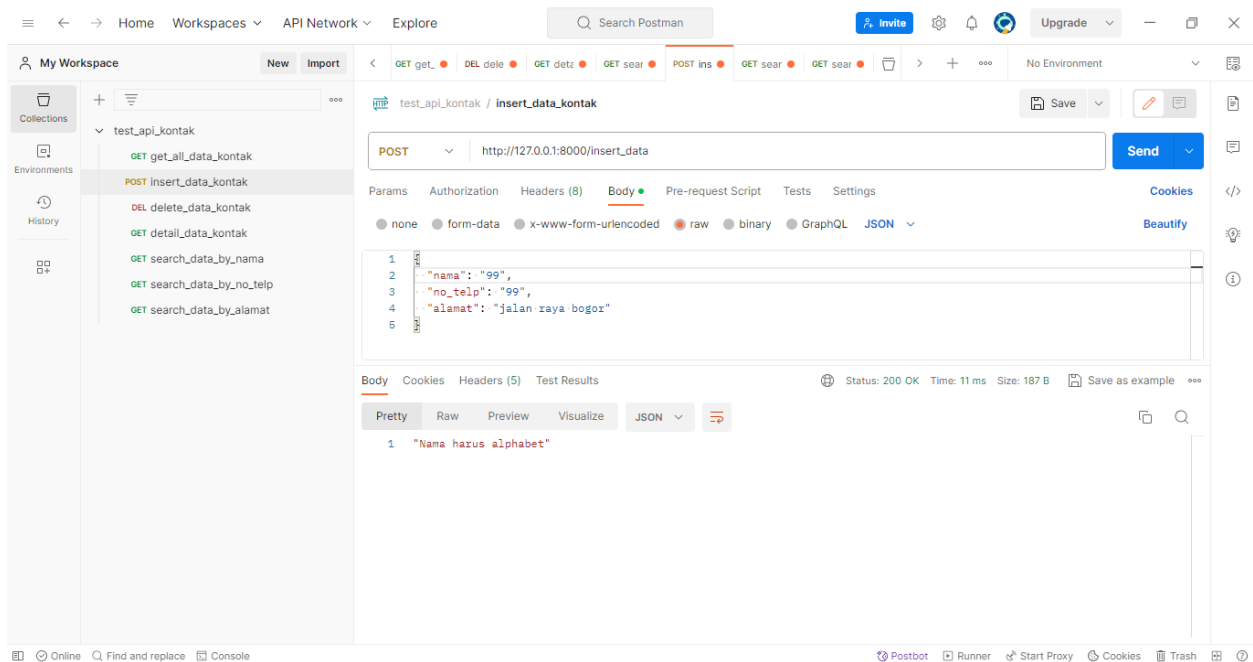 Home Workspaces API Network Explore Search Postman Invite Upgrade
My Workspace New Import GET get_ DEL dele GET deta GET sear POST ins GET sear GET sear No Environment
Collections
Environments
History
test_api_kontak
GET get_all_data_kontak
POST insert_data_kontak
DEL delete_data_kontak
GET detail_data_kontak
GET search_data_by_nama
GET search_data_by_no_telp
GET search_data_by_alamat
HTTP test_api_kontak / insert_data_kontak Save
POST http://127.0.0.1:8000/insert_data Send
Params Authorization Headers (8) Body Pre-request Script Tests Settings Cookies
none form-data x-www-form-urlencoded raw binary GraphQL JSON Beautify
1 {
2 "nama": "99",
3 "no_telp": "99",
4 "alamat": "jalan raya bogor"
5 }
Body Cookies Headers (5) Test Results Status: 200 OK Time: 11 ms Size: 187 B Save as example
Pretty Raw Preview Visualize JSON
1 "Nama harus alphabet"
Online Find and replace Console Postbot Runner Start Proxy Cookies Trash